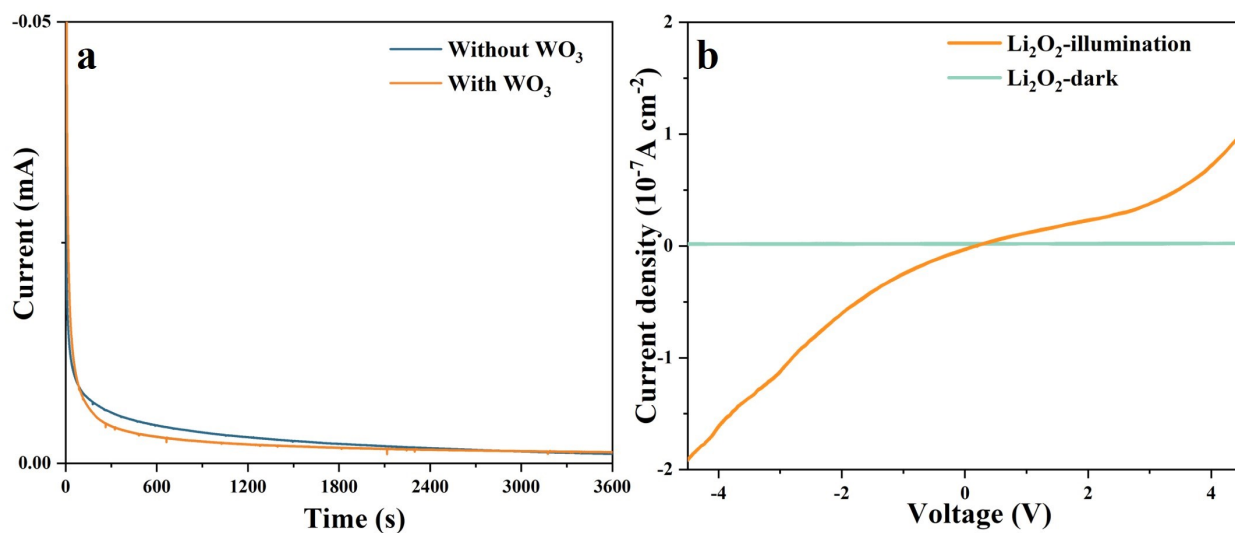 a
-0.05
0.00
Current (mA)
Without WO₃
With WO₃
0 600 1200 1800 2400 3000 3600
Time (s)
b
2
1
0
-1
-2
Current density (10⁻⁷A cm⁻²)
Li₂O₂-illumination
Li₂O₂-dark
-4 -2 0 2 4
Voltage (V)